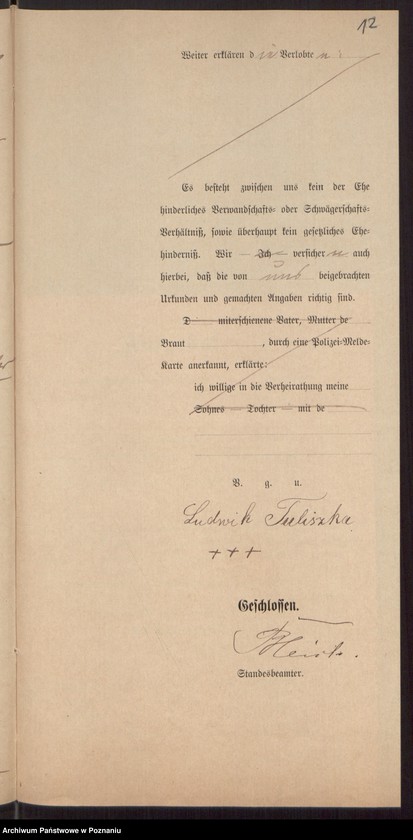 12
Weiter erklären d ie Verlobten:
Es besteht zwischen uns kein der Ehe
hinderliches Verwandschafts- oder Schwägerschafts-
Verhältniß, sowie überhaupt kein gesetzliches Ehe-
hinderniß. Wir — Ich — versichern auch
hierbei, daß die von uns beigebrachten
Urkunden und gemachten Angaben richtig sind.
D miterschienene Vater, Mutter de
Braut , durch eine Polizei-Melde-
Karte anerkannt, erklärte:
ich willige in die Verheirathung meine
Sohnes — Tochter — mit de
V. g. u.
Ludwik Tuliszka
+++
Geschlossen.
Standesbeamter.
Archiwum Państwowe w Poznaniu